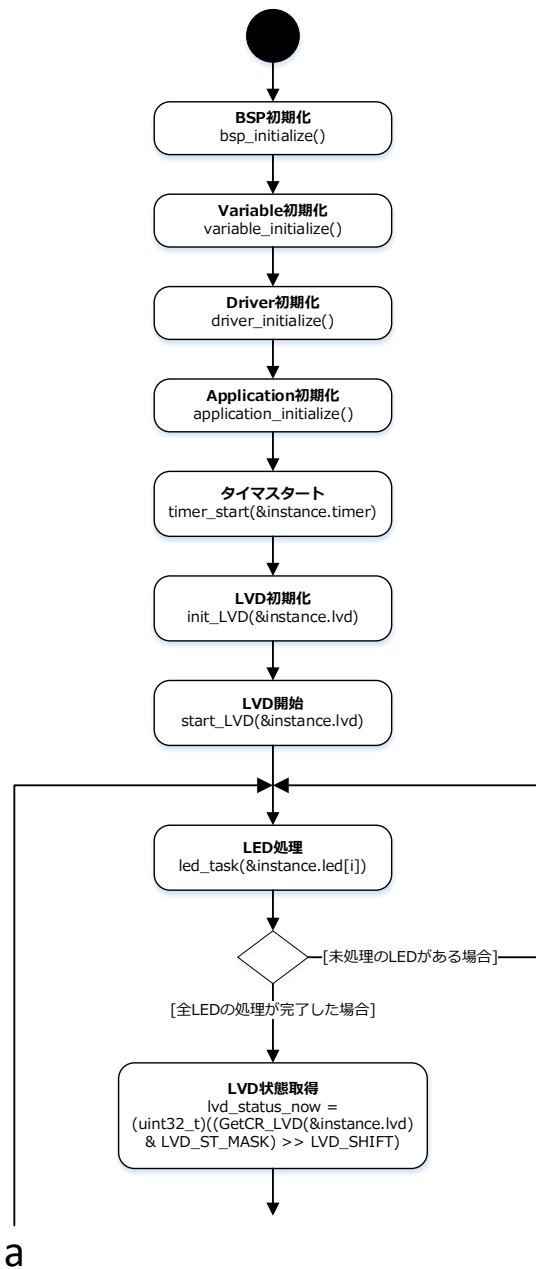 BSP初期化
bsp_initialize()
Variable初期化
variable_initialize()
Driver初期化
driver_initialize()
Application初期化
application_initialize()
タイマスタート
timer_start(&instance.timer)
LVD初期化
init_LVD(&instance.lvd)
LVD開始
start_LVD(&instance.lvd)
LED処理
led_task(&instance.led[i])
[未処理のLEDがある場合]
[全LEDの処理が完了した場合]
LVD状態取得
lvd_status_now =
(uint32_t)((GetCR_LVD(&instance.lvd)
& LVD_ST_MASK) >> LVD_SHIFT)
a